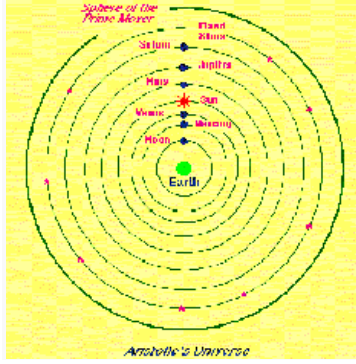 Sphere of the
Prime Mover
Fixed
Stars
Saturn
Jupiter
Mars
Sun
Venus
Mercury
Moon
Earth
Aristotle's Universe